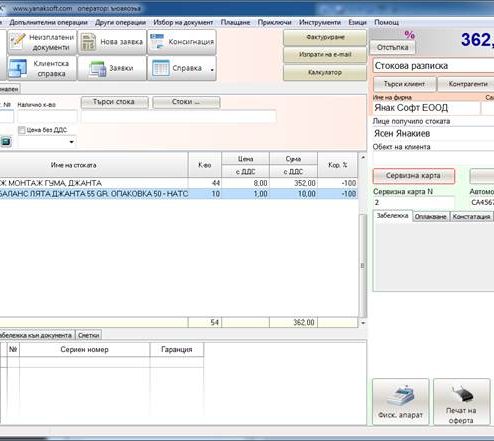 www.yanaksoft.com оператор:
Допълнителни операции Други операции Избор на документ Плащане Приключи Инструменти Езици Помощ
Неизплатени документи
Нова заявка
Консигнация
Фактуриране
Изпрати на e-mail
Калкулатор
Клиентска справка
Заявки
Справка
%
362,
Отстъпка
Стокова разписка
Търси клиент
Контрагенти
Име на фирма
Янак Софт ЕООД
Лице получило стоката
Ясен Янакиев
Обект на клиента
№ Налично к-во
Търси стока
Стоки ...
Цена без ДДС
Име на стоката К-во Цена с ДДС Сума с ДДС Кор. %
Ж МОНТАЖ ГУМА, ДЖАНТА 44 8,00 352,00 -100
БАЛАНС ЛЯТА ДЖАНТА 55 GR. ОПАКОВКА 50 - НАТС 10 1,00 10,00 -100
54 362,00
Сервизна карта
Сервизна карта N
Автомо
2
CA4567
Забележка Оплакване Констатация
забележка към документа Сметки
№ Сериен номер Гаранция
Фиск. апарат
Печат на оферта